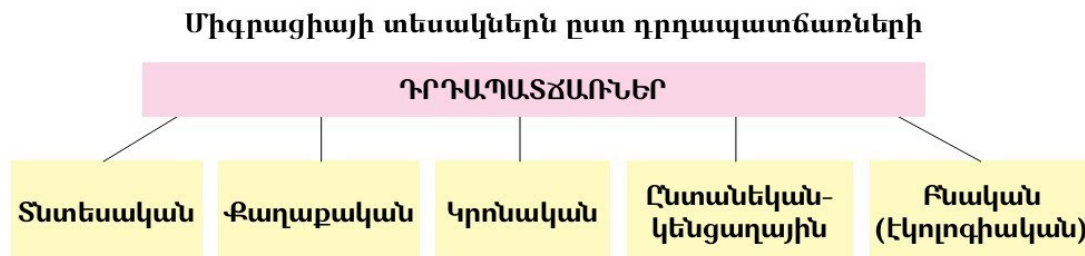 Միգրացիայի տեսակներն ըստ դրդապատճառների
ԴՐԴԱՊԱՏՃԱՌՆԵՐ
Տնտեսական
Քաղաքական
Կրոնական
Ընտանեկան-
կենցաղային
Բնական
(էկոլոգիական)